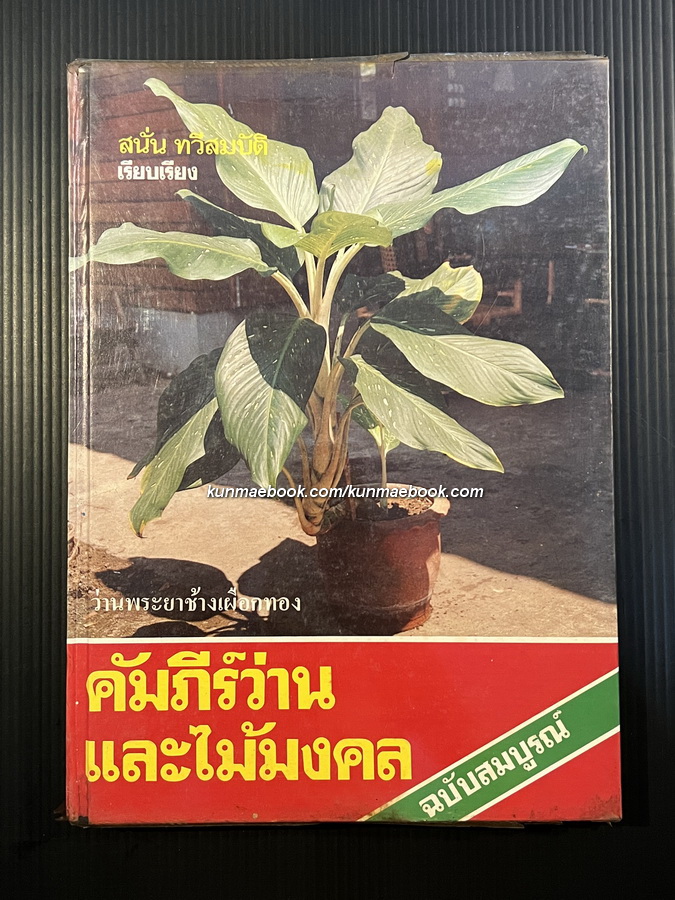 สนั่น ทวีสมบัติ
เรียบเรียง
kunmaebook.com/kunmaebook.com
ว่านพระยาช้างเผือกทอง
คัมภีร์ว่าน
และไม้มงคล
ฉบับสมบูรณ์